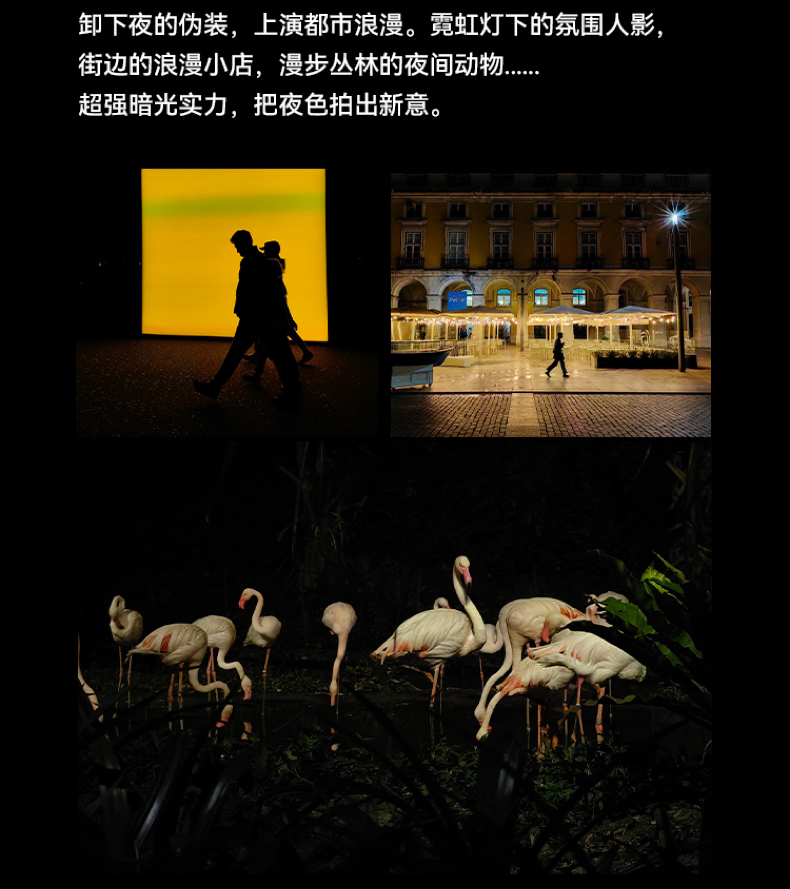 卸下夜的伪装，上演都市浪漫。霓虹灯下的氛围人影，
街边的浪漫小店，漫步丛林的夜间动物......
超强暗光实力，把夜色拍出新意。